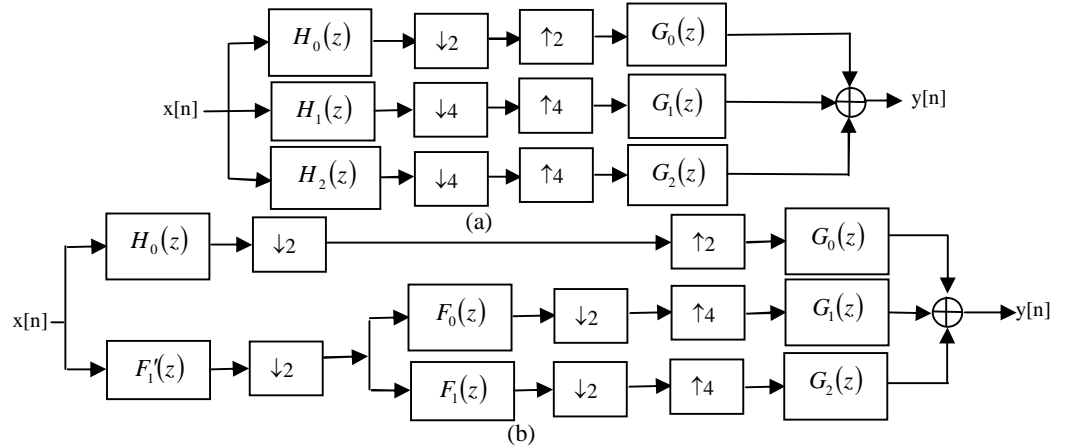 H₀(z) ↓2 ↑2 G₀(z)
x[n] H₁(z) ↓4 ↑4 G₁(z) y[n]
H₂(z) ↓4 ↑4 G₂(z)
(a)
H₀(z) ↓2 ↑2 G₀(z)
x[n] F₀(z) ↓2 ↑4 G₁(z) y[n]
F₁′(z) ↓2 F₁(z) ↓2 ↑4 G₂(z)
(b)